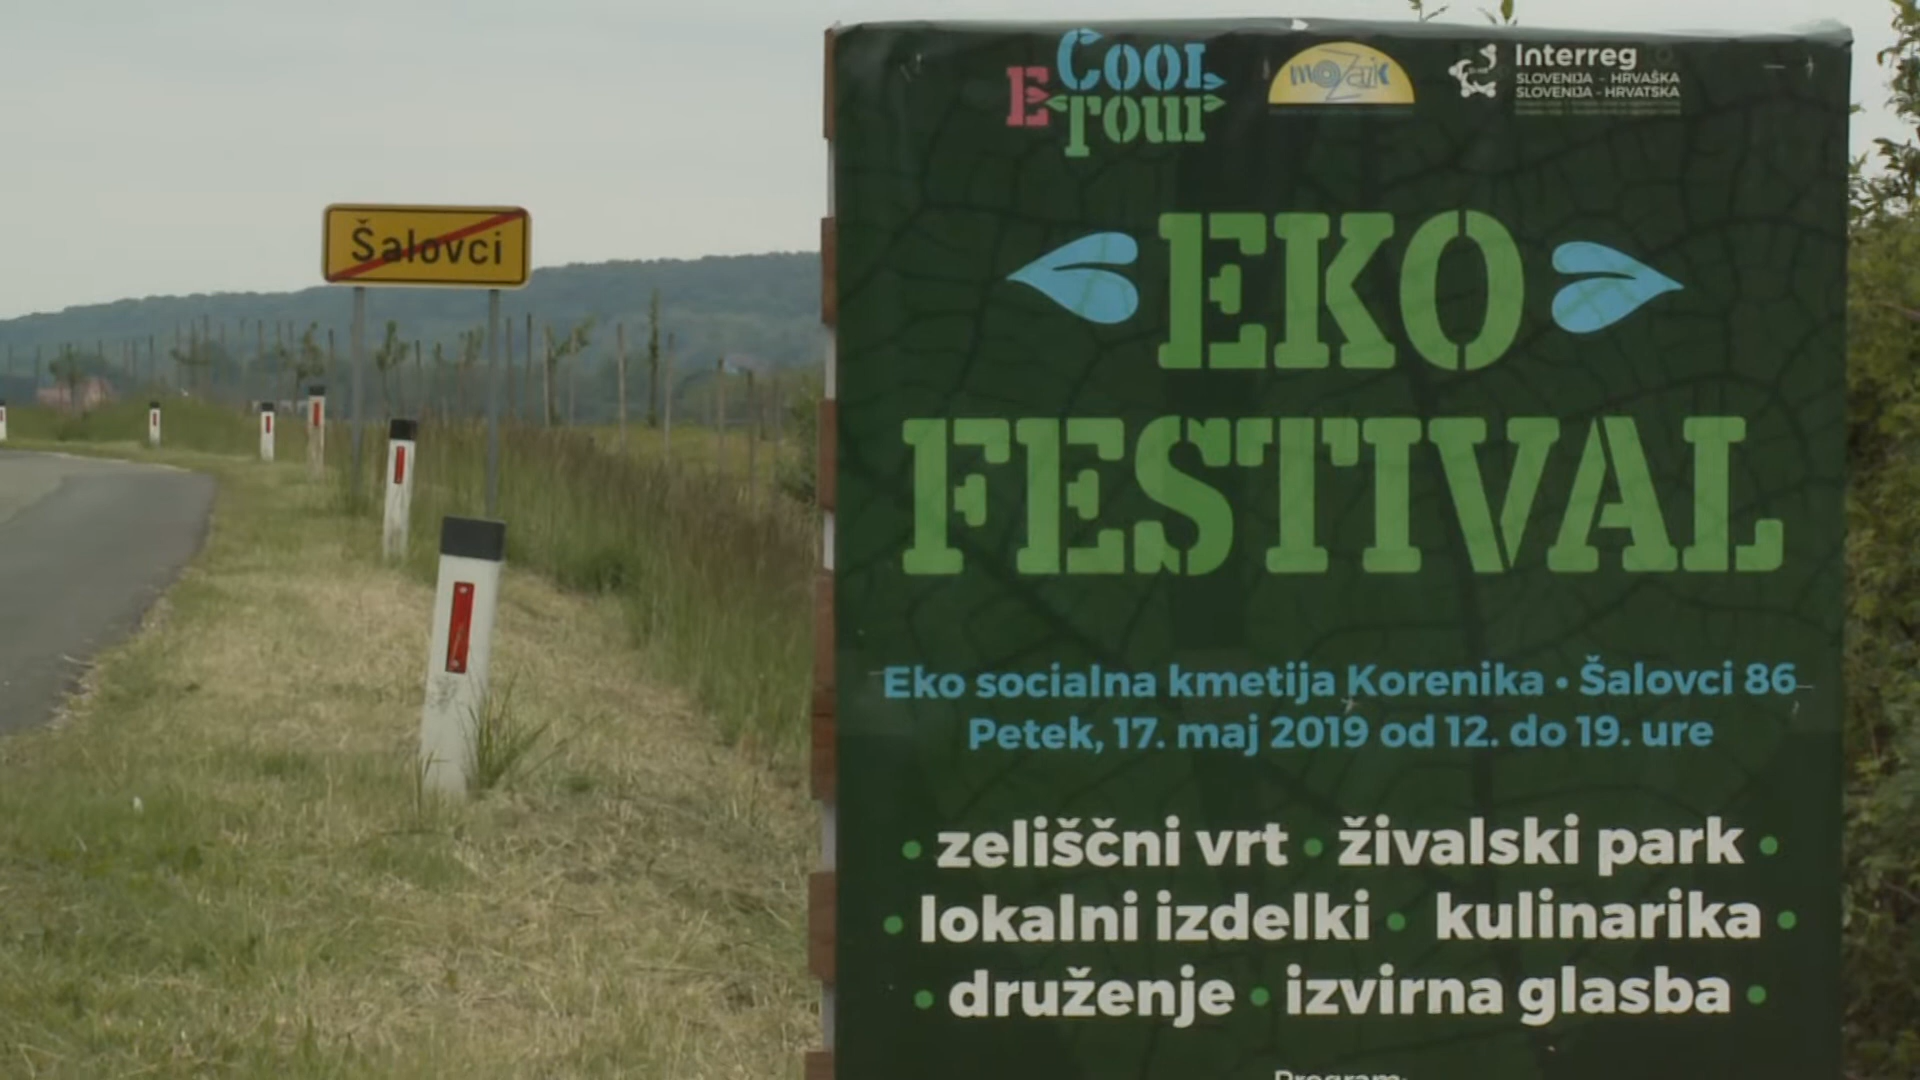 Šalovci
E COOL TOUR
mozaik
Interreg
SLOVENIJA - HRVAŠKA
SLOVENIJA - HRVATSKA
EKO
FESTIVAL
Eko socialna kmetija Korenika • Šalovci 86
Petek, 17. maj 2019 od 12. do 19. ure
• zeliščni vrt • živalski park •
• lokalni izdelki • kulinarika •
• druženje • izvirna glasba •
Program: